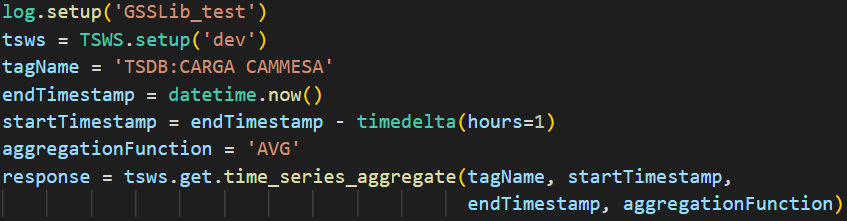 log.setup('GSSLib_test')
tsws = TSWS.setup('dev')
tagName = 'TSDB:CARGA CAMMESA'
endTimestamp = datetime.now()
startTimestamp = endTimestamp - timedelta(hours=1)
aggregationFunction = 'AVG'
response = tsws.get.time_series_aggregate(tagName, startTimestamp,
endTimestamp, aggregationFunction)